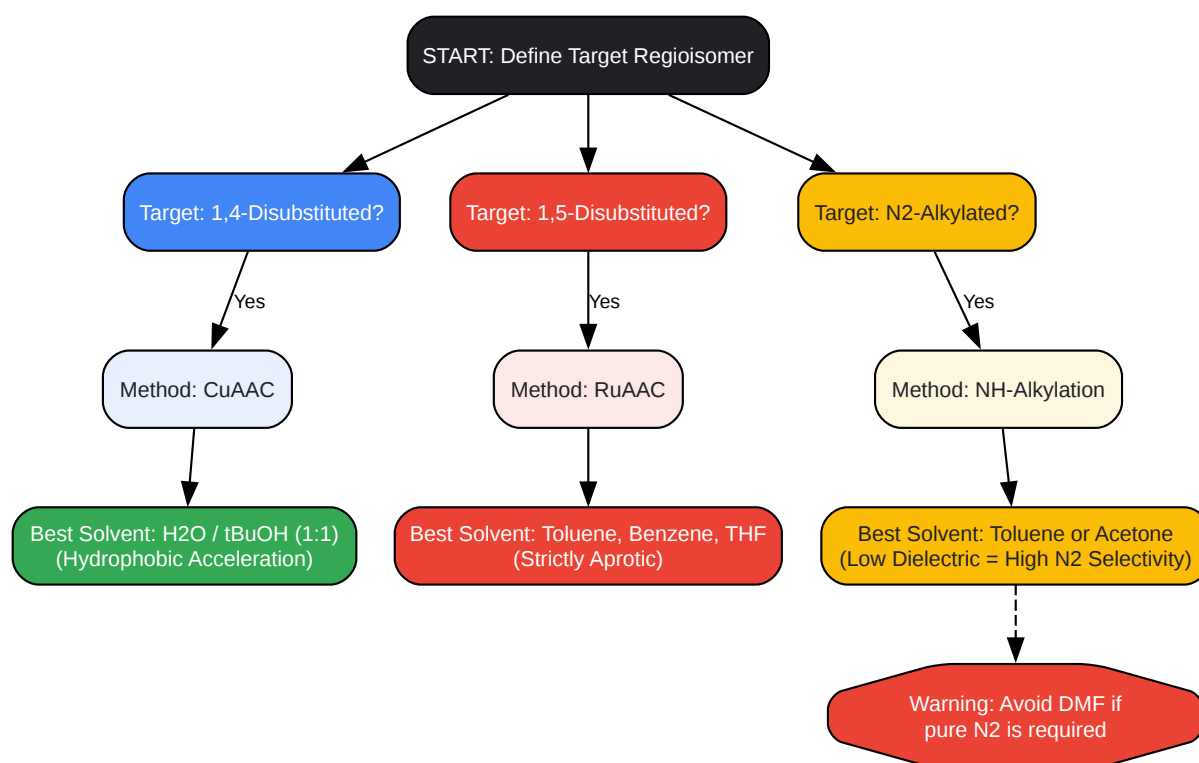 START: Define Target Regioisomer
Target: 1,4-Disubstituted?
Target: 1,5-Disubstituted?
Target: N2-Alkylated?
Yes
Yes
Yes
Method: CuAAC
Method: RuAAC
Method: NH-Alkylation
Best Solvent: H2O / tBuOH (1:1)
(Hydrophobic Acceleration)
Best Solvent: Toluene, Benzene, THF
(Strictly Aprotic)
Best Solvent: Toluene or Acetone
(Low Dielectric = High N2 Selectivity)
Warning: Avoid DMF if
pure N2 is required